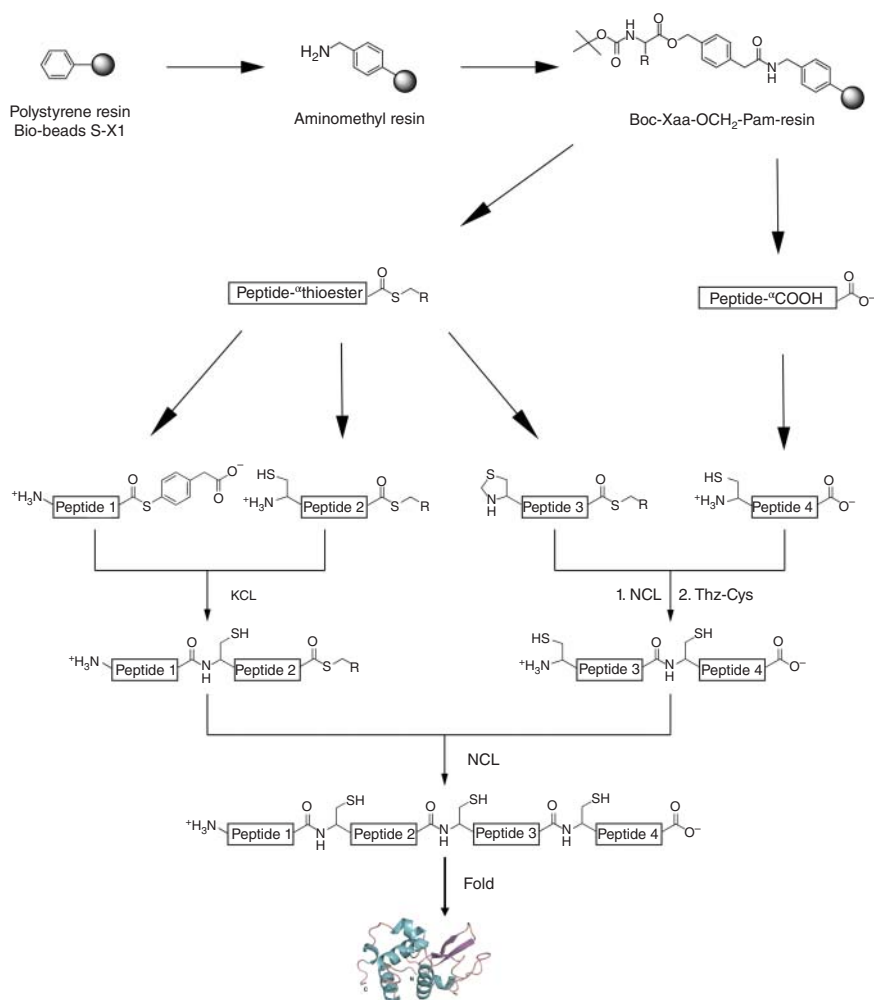 Polystyrene resin
Bio-beads S-X1
H₂N
Aminomethyl resin
O
H
N
O
O
R
O
O
N
H
Boc-Xaa-OCH₂-Pam-resin
Peptide-ᵅthioester
O
S
R
Peptide-ᵅCOOH
O
O⁻
⁺H₃N
Peptide 1
O
S
O⁻
O
HS
⁺H₃N
Peptide 2
O
S
R
S
N
H
Peptide 3
O
S
R
HS
⁺H₃N
Peptide 4
O
O⁻
KCL
1. NCL 2. Thz-Cys
⁺H₃N
Peptide 1
O
N
H
SH
Peptide 2
O
S
R
HS
⁺H₃N
Peptide 3
O
N
H
SH
Peptide 4
O
O⁻
NCL
⁺H₃N
Peptide 1
O
N
H
SH
Peptide 2
O
N
H
SH
Peptide 3
O
N
H
SH
Peptide 4
O
O⁻
Fold
C
N